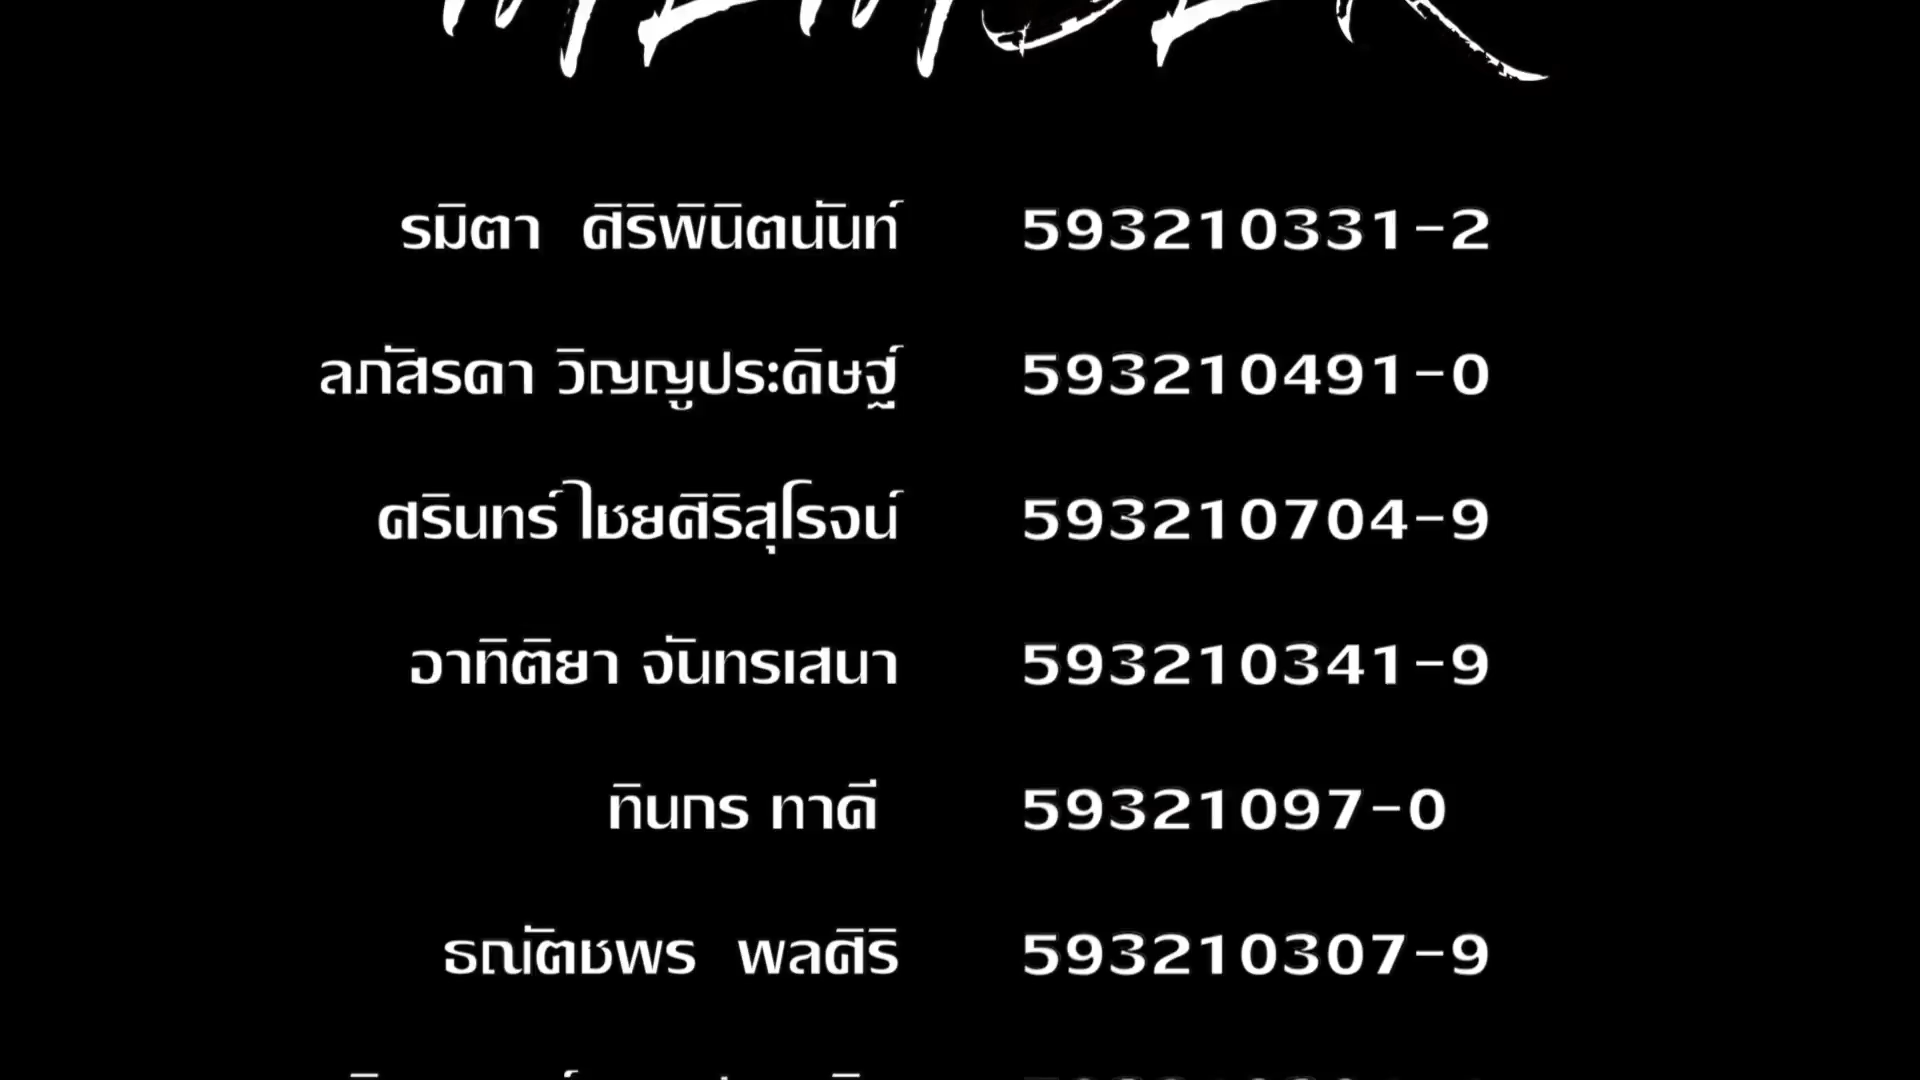 MEMBER
รมิตา ศิริพินิตนันท์ 593210331-2
ลภัสิรดา วิญญูประดิษฐ์ 593210491-0
ศรินทร์ ไชยศิริสุโรจน์ 593210704-9
อาทิติยา จันทรเสนา 593210341-9
ทินกร ทาดี 59321097-0
ธณัตชพร พลศิริ 593210307-9